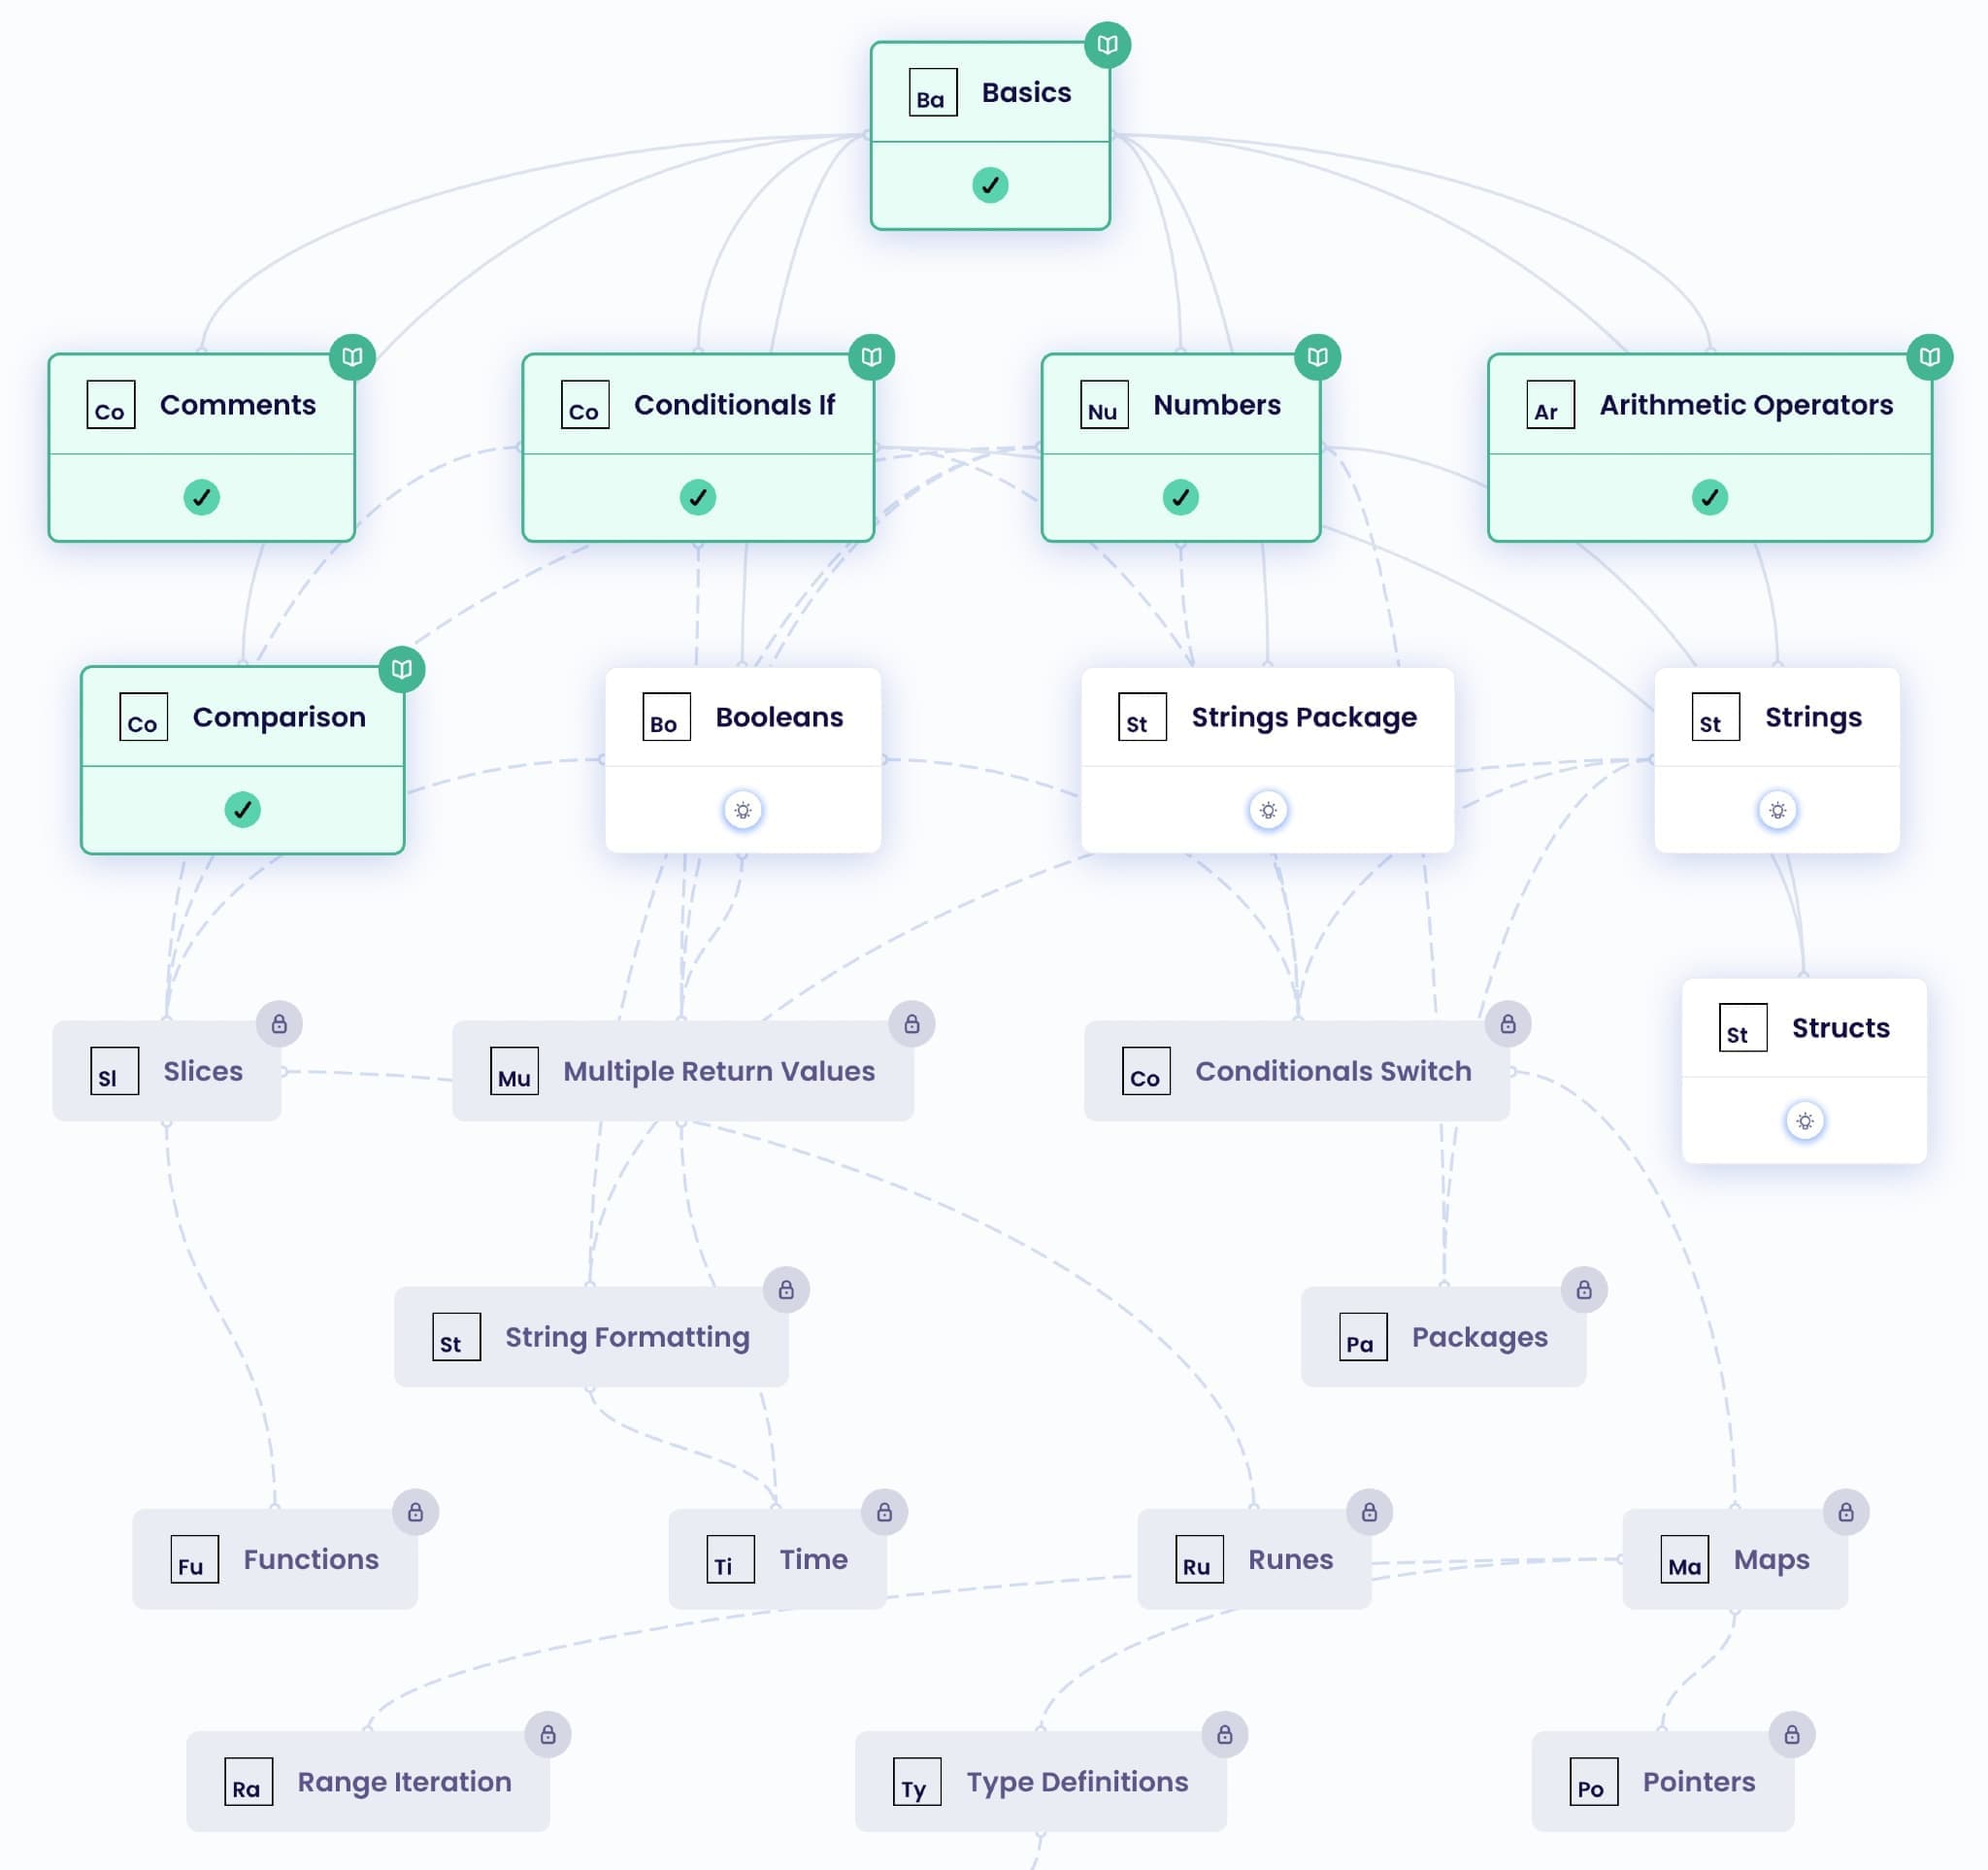 Ba Basics
Co Comments
Co Conditionals If
Nu Numbers
Ar Arithmetic Operators
Co Comparison
Bo Booleans
St Strings Package
St Strings
Sl Slices
Mu Multiple Return Values
Co Conditionals Switch
St Structs
St String Formatting
Pa Packages
Fu Functions
Ti Time
Ru Runes
Ma Maps
Ra Range Iteration
Ty Type Definitions
Po Pointers